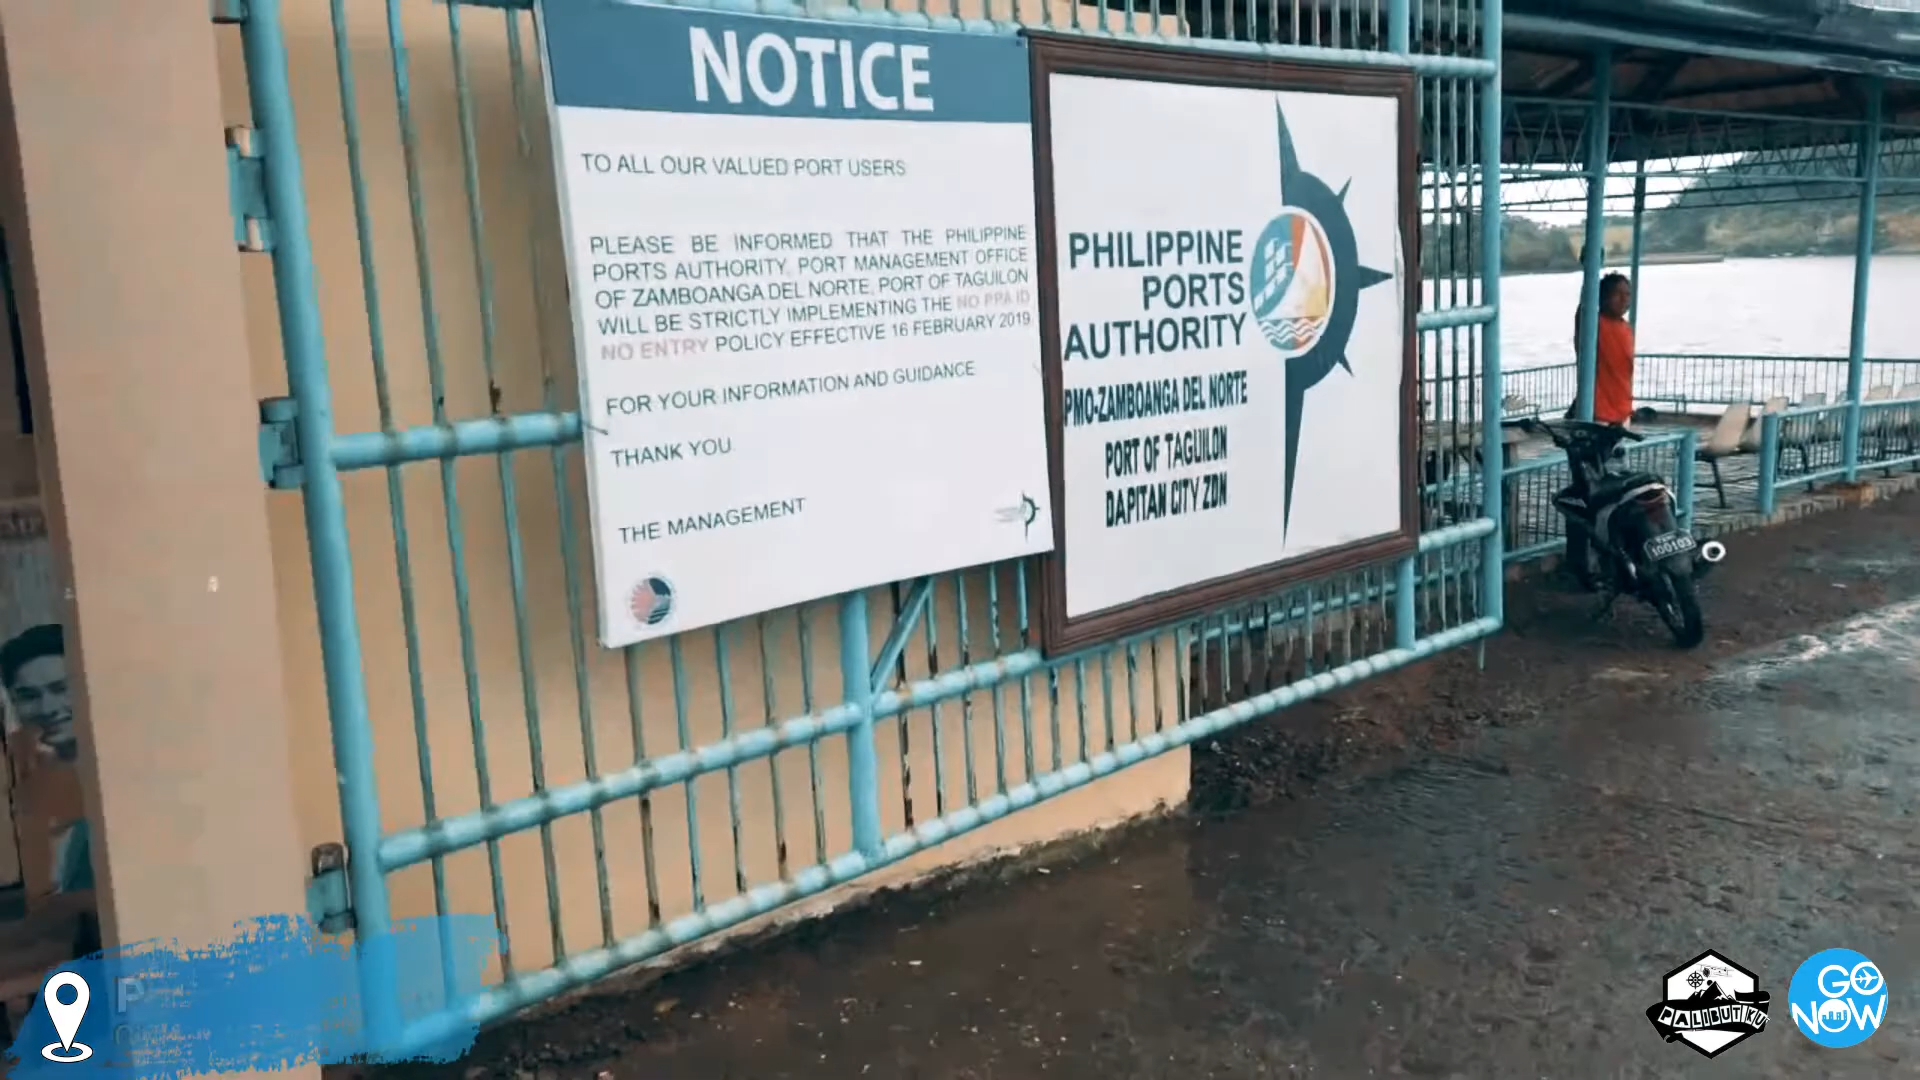 NOTICE
TO ALL OUR VALUED PORT USERS
PLEASE BE INFORMED THAT THE PHILIPPINE
PORTS AUTHORITY, PORT MANAGEMENT OFFICE
OF ZAMBOANGA DEL NORTE, PORT OF TAGUILON
WILL BE STRICTLY IMPLEMENTING THE NO PPA ID
NO ENTRY POLICY EFFECTIVE 16 FEBRUARY 2019
FOR YOUR INFORMATION AND GUIDANCE
THANK YOU
THE MANAGEMENT
PHILIPPINE
PORTS
AUTHORITY
PMO-ZAMBOANGA DEL NORTE
PORT OF TAGUILON
DAPITAN CITY ZDN
100103
P
PALIBUT KU
GO
NOW